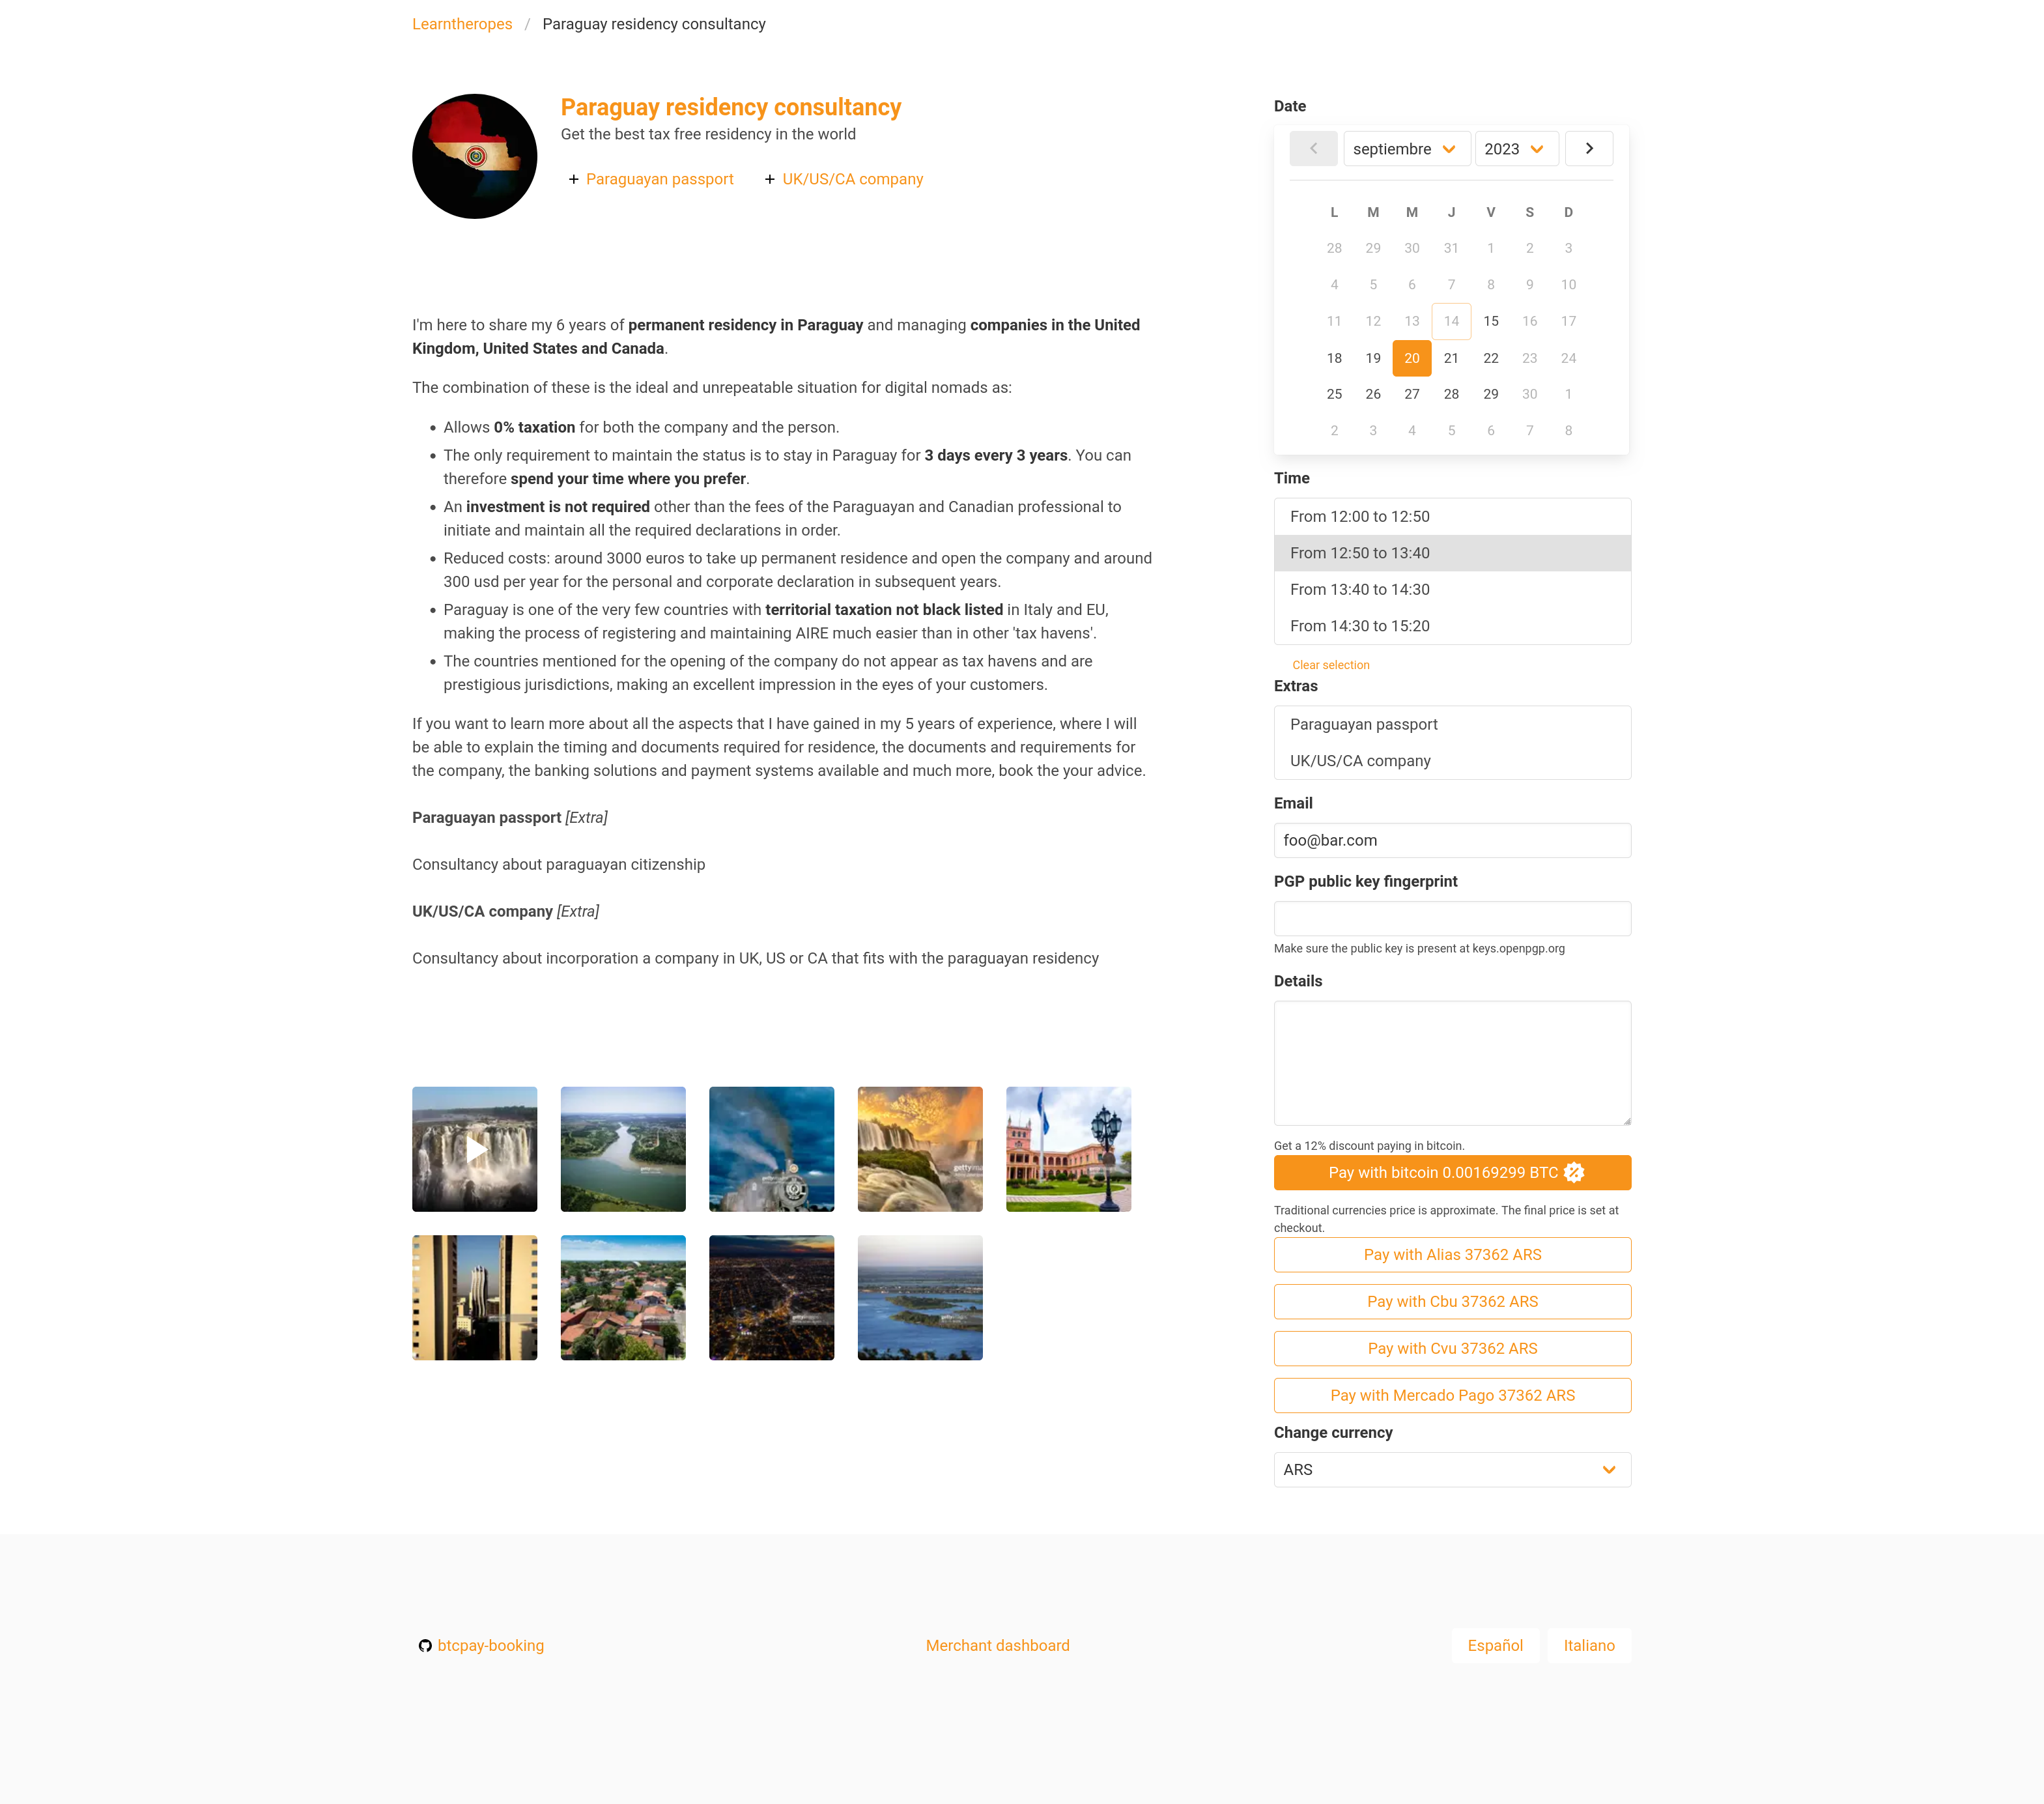 Learntheropes / Paraguay residency consultancy
Paraguay residency consultancy
Get the best tax free residency in the world
+ Paraguayan passport + UK/US/CA company
I'm here to share my 6 years of permanent residency in Paraguay and managing companies in the United
Kingdom, United States and Canada.
The combination of these is the ideal and unrepeatable situation for digital nomads as:
• Allows 0% taxation for both the company and the person.
• The only requirement to maintain the status is to stay in Paraguay for 3 days every 3 years. You can
therefore spend your time where you prefer.
• An investment is not required other than the fees of the Paraguayan and Canadian professional to
initiate and maintain all the required declarations in order.
• Reduced costs: around 3000 euros to take up permanent residence and open the company and around
300 usd per year for the personal and corporate declaration in subsequent years.
• Paraguay is one of the very few countries with territorial taxation not black listed in Italy and EU,
making the process of registering and maintaining AIRE much easier than in other 'tax havens'.
• The countries mentioned for the opening of the company do not appear as tax havens and are
prestigious jurisdictions, making an excellent impression in the eyes of your customers.
If you want to learn more about all the aspects that I have gained in my 5 years of experience, where I will
be able to explain the timing and documents required for residence, the documents and requirements for
the company, the banking solutions and payment systems available and much more, book the your advice.
Paraguayan passport [Extra]
Consultancy about paraguayan citizenship
UK/US/CA company [Extra]
Consultancy about incorporation a company in UK, US or CA that fits with the paraguayan residency
Date
septiembre 2023
L M M J V S D
28 29 30 31 1 2 3
4 5 6 7 8 9 10
11 12 13 14 15 16 17
18 19 20 21 22 23 24
25 26 27 28 29 30 1
2 3 4 5 6 7 8
Time
From 12:00 to 12:50
From 12:50 to 13:40
From 13:40 to 14:30
From 14:30 to 15:20
Clear selection
Extras
Paraguayan passport
UK/US/CA company
Email
foo@bar.com
PGP public key fingerprint
Make sure the public key is present at keys.openpgp.org
Details
Get a 12% discount paying in bitcoin.
Pay with bitcoin 0.00169299 BTC
Traditional currencies price is approximate. The final price is set at
checkout.
Pay with Alias 37362 ARS
Pay with Cbu 37362 ARS
Pay with Cvu 37362 ARS
Pay with Mercado Pago 37362 ARS
Change currency
ARS
btcpay-booking
Merchant dashboard
Español Italiano